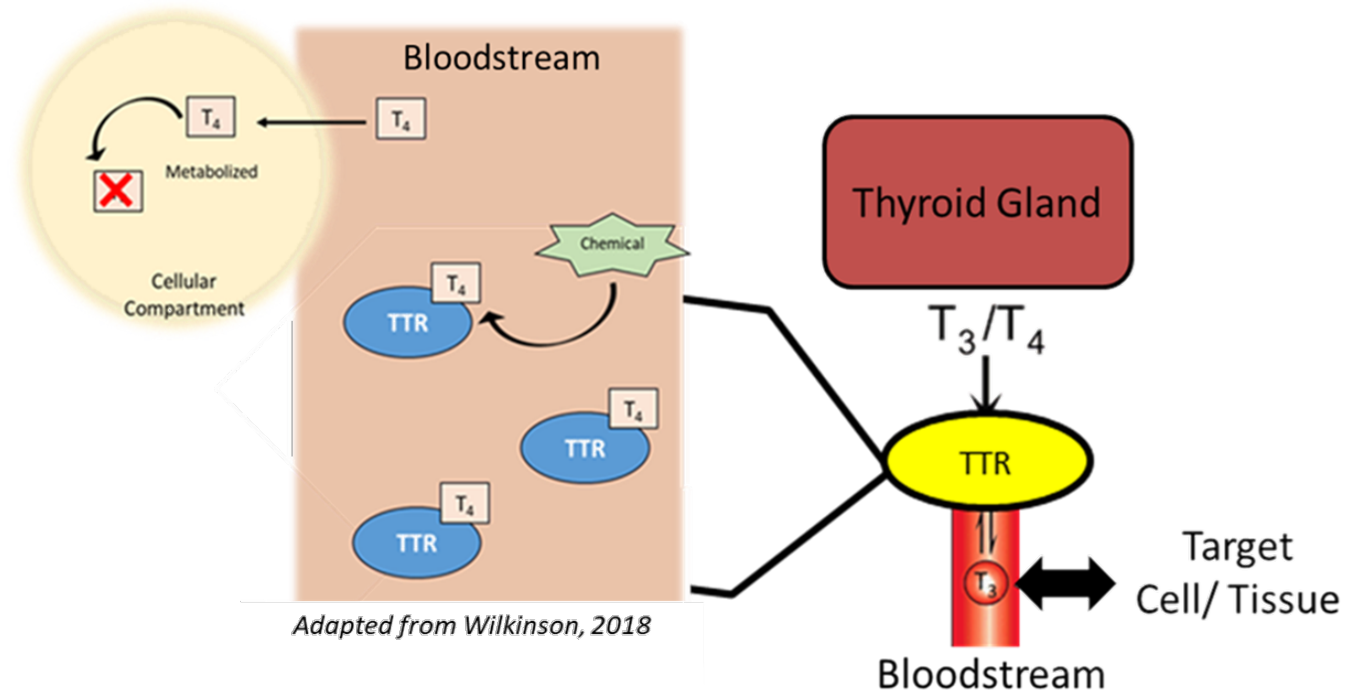 Bloodstream
T₄
T₄
Metabolized
Cellular
Compartment
Chemical
T₄
TTR
T₄
TTR
T₄
TTR
Adapted from Wilkinson, 2018
Thyroid Gland
T₃/T₄
TTR
T₃
Target
Cell/ Tissue
Bloodstream